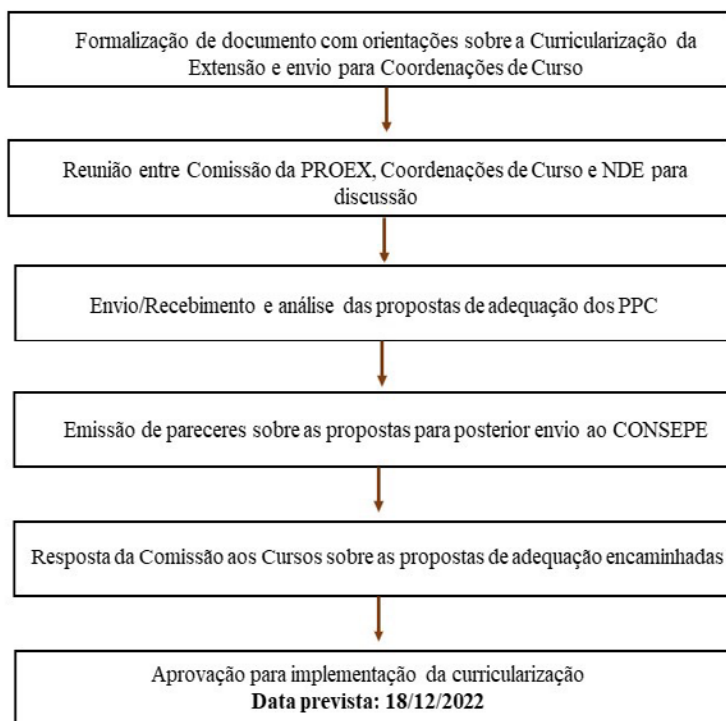 Formalização de documento com orientações sobre a Curricularização da
Extensão e envio para Coordenações de Curso
Reunião entre Comissão da PROEX, Coordenações de Curso e NDE para
discussão
Envio/Recebimento e análise das propostas de adequação dos PPC
Emissão de pareceres sobre as propostas para posterior envio ao CONSEPE
Resposta da Comissão aos Cursos sobre as propostas de adequação encaminhadas
Aprovação para implementação da curricularização
Data prevista: 18/12/2022